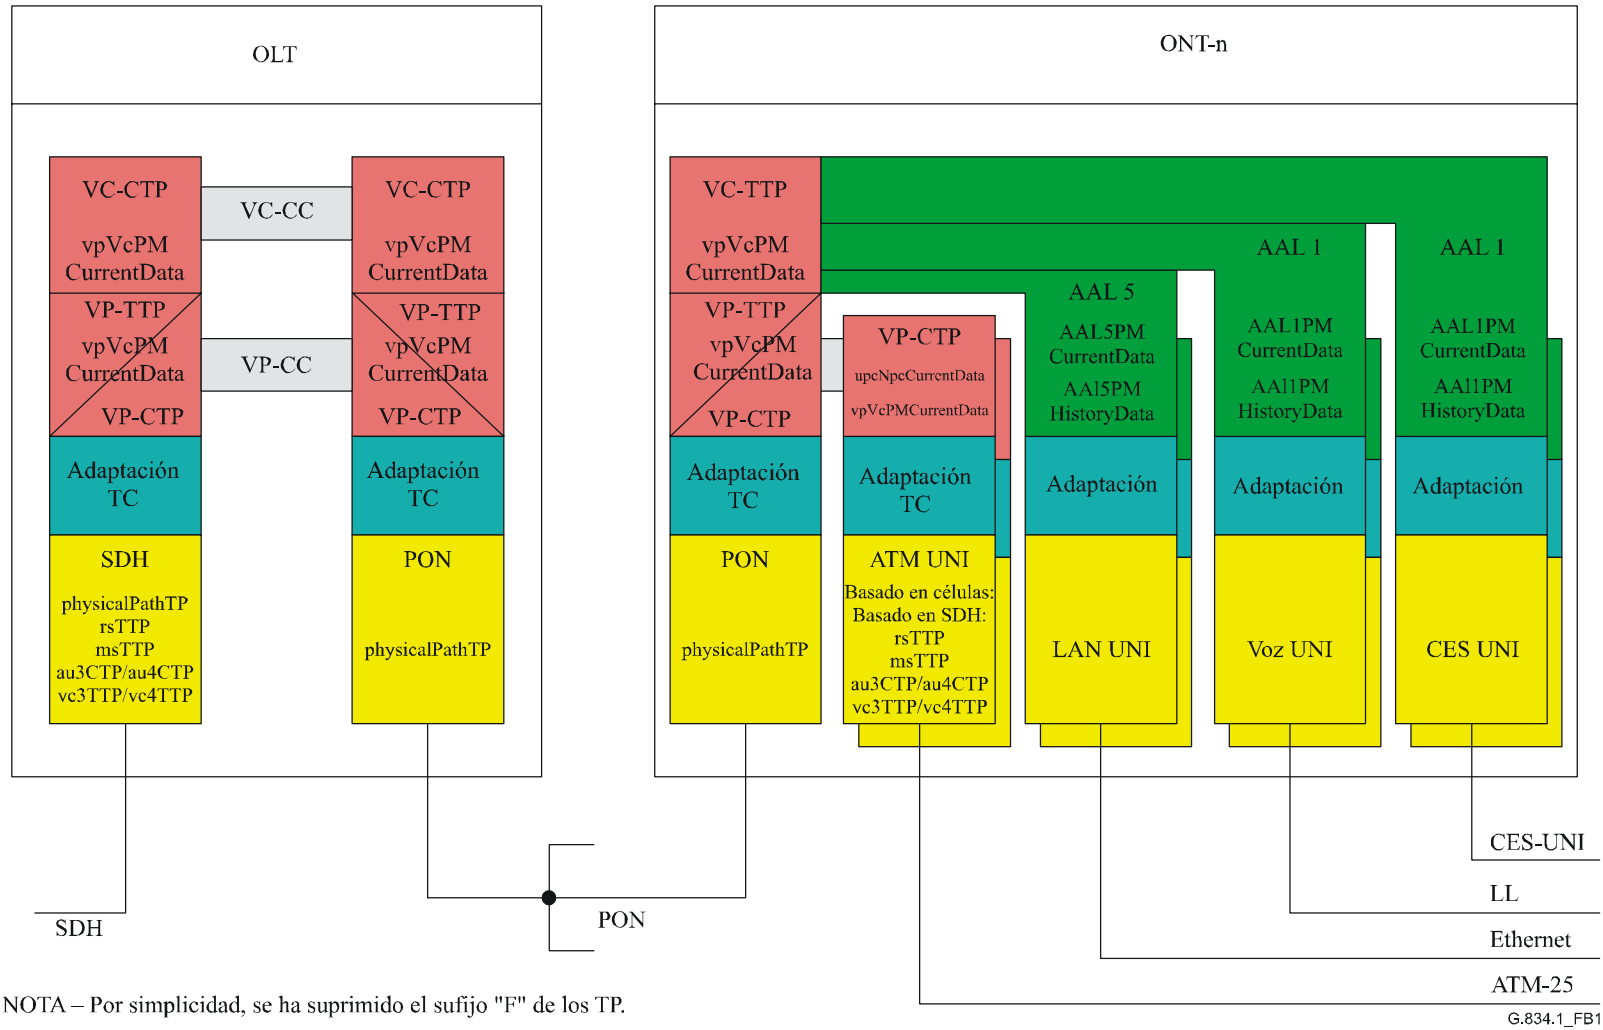 OLT
ONT-n
VC-CTP
vpVcPM
CurrentData
VP-TTP
vpVcPM
CurrentData
VP-CTP
Adaptación
TC
SDH
physicalPathTP
rsTTP
msTTP
au3CTP/au4CTP
vc3TTP/vc4TTP
VC-CC
VP-CC
VC-CTP
vpVcPM
CurrentData
VP-TTP
vpVcPM
CurrentData
VP-CTP
Adaptación
TC
PON
physicalPathTP
VC-TTP
vpVcPM
CurrentData
VP-TTP
vpVcPM
CurrentData
VP-CTP
Adaptación
TC
PON
physicalPathTP
VP-CTP
upcNpcCurrentData
vpVcPMCurrentData
Adaptación
TC
ATM UNI
Basado en células:
Basado en SDH:
rsTTP
msTTP
au3CTP/au4CTP
vc3TTP/vc4TTP
AAL 5
AAL5PM
CurrentData
AAl5PM
HistoryData
Adaptación
LAN UNI
AAL 1
AAL1PM
CurrentData
AAl1PM
HistoryData
Adaptación
Voz UNI
AAL 1
AAL1PM
CurrentData
AAl1PM
HistoryData
Adaptación
CES UNI
CES-UNI
LL
Ethernet
ATM-25
SDH
PON
NOTA – Por simplicidad, se ha suprimido el sufijo "F" de los TP.
G.834.1_FB1